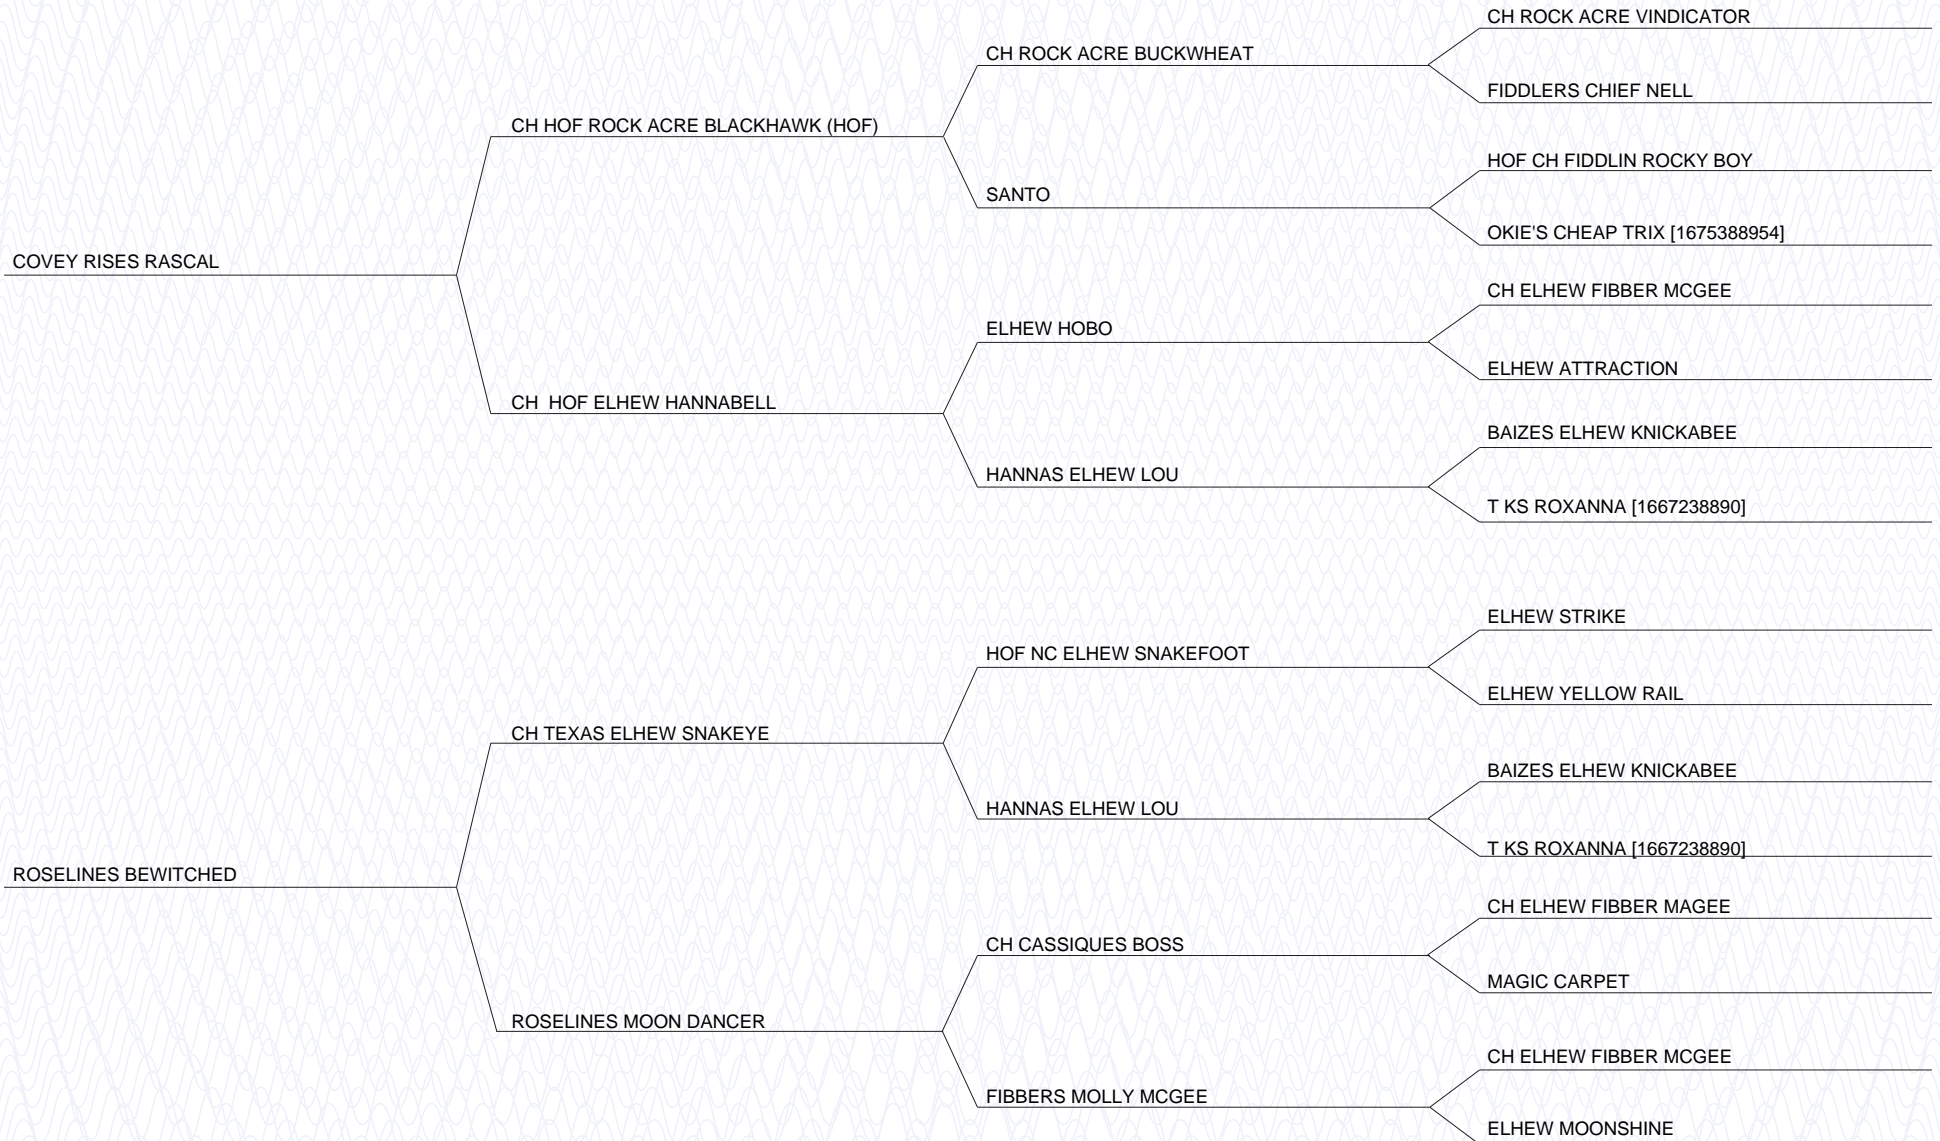 CH ROCK ACRE VINDICATOR
CH ROCK ACRE BUCKWHEAT
FIDDLERS CHIEF NELL
CH HOF ROCK ACRE BLACKHAWK (HOF)
HOF CH FIDDLIN ROCKY BOY
SANTO
OKIE'S CHEAP TRIX [1675388954]
COVEY RISES RASCAL
CH ELHEW FIBBER MCGEE
ELHEW HOBO
ELHEW ATTRACTION
CH  HOF ELHEW HANNABELL
BAIZES ELHEW KNICKABEE
HANNAS ELHEW LOU
T KS ROXANNA [1667238890]
ELHEW STRIKE
HOF NC ELHEW SNAKEFOOT
ELHEW YELLOW RAIL
CH TEXAS ELHEW SNAKEYE
BAIZES ELHEW KNICKABEE
HANNAS ELHEW LOU
T KS ROXANNA [1667238890]
ROSELINES BEWITCHED
CH ELHEW FIBBER MAGEE
CH CASSIQUES BOSS
MAGIC CARPET
ROSELINES MOON DANCER
CH ELHEW FIBBER MCGEE
FIBBERS MOLLY MCGEE
ELHEW MOONSHINE